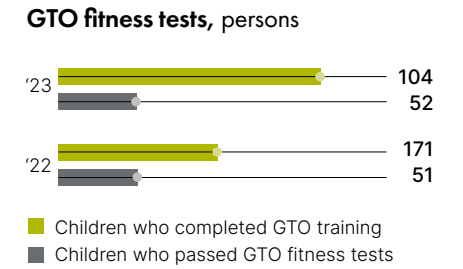 GTO fitness tests, persons
‘23
104
52
‘22
171
51
Children who completed GTO training
Children who passed GTO fitness tests